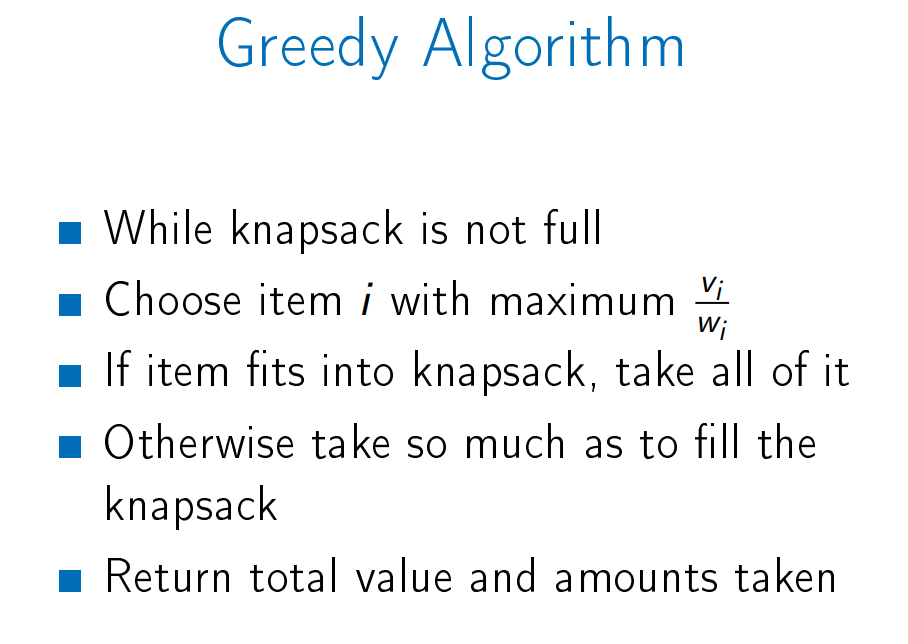 Greedy Algorithm
While knapsack is not full
Choose item i with maximum v_i/w_i
If item fits into knapsack, take all of it
Otherwise take so much as to fill the
knapsack
Return total value and amounts taken